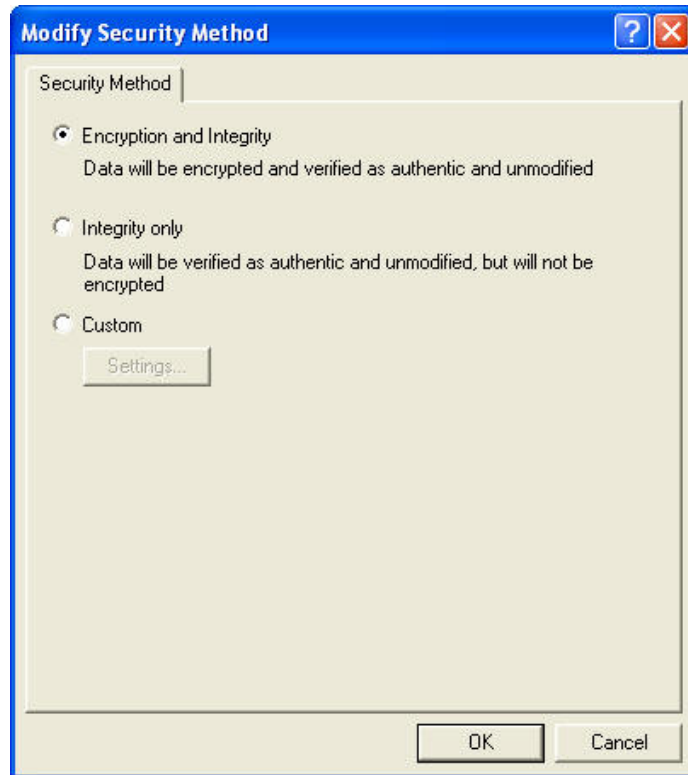 Modify Security Method
Security Method
Encryption and Integrity
Data will be encrypted and verified as authentic and unmodified
Integrity only
Data will be verified as authentic and unmodified, but will not be
encrypted
Custom
Settings...
OK
Cancel